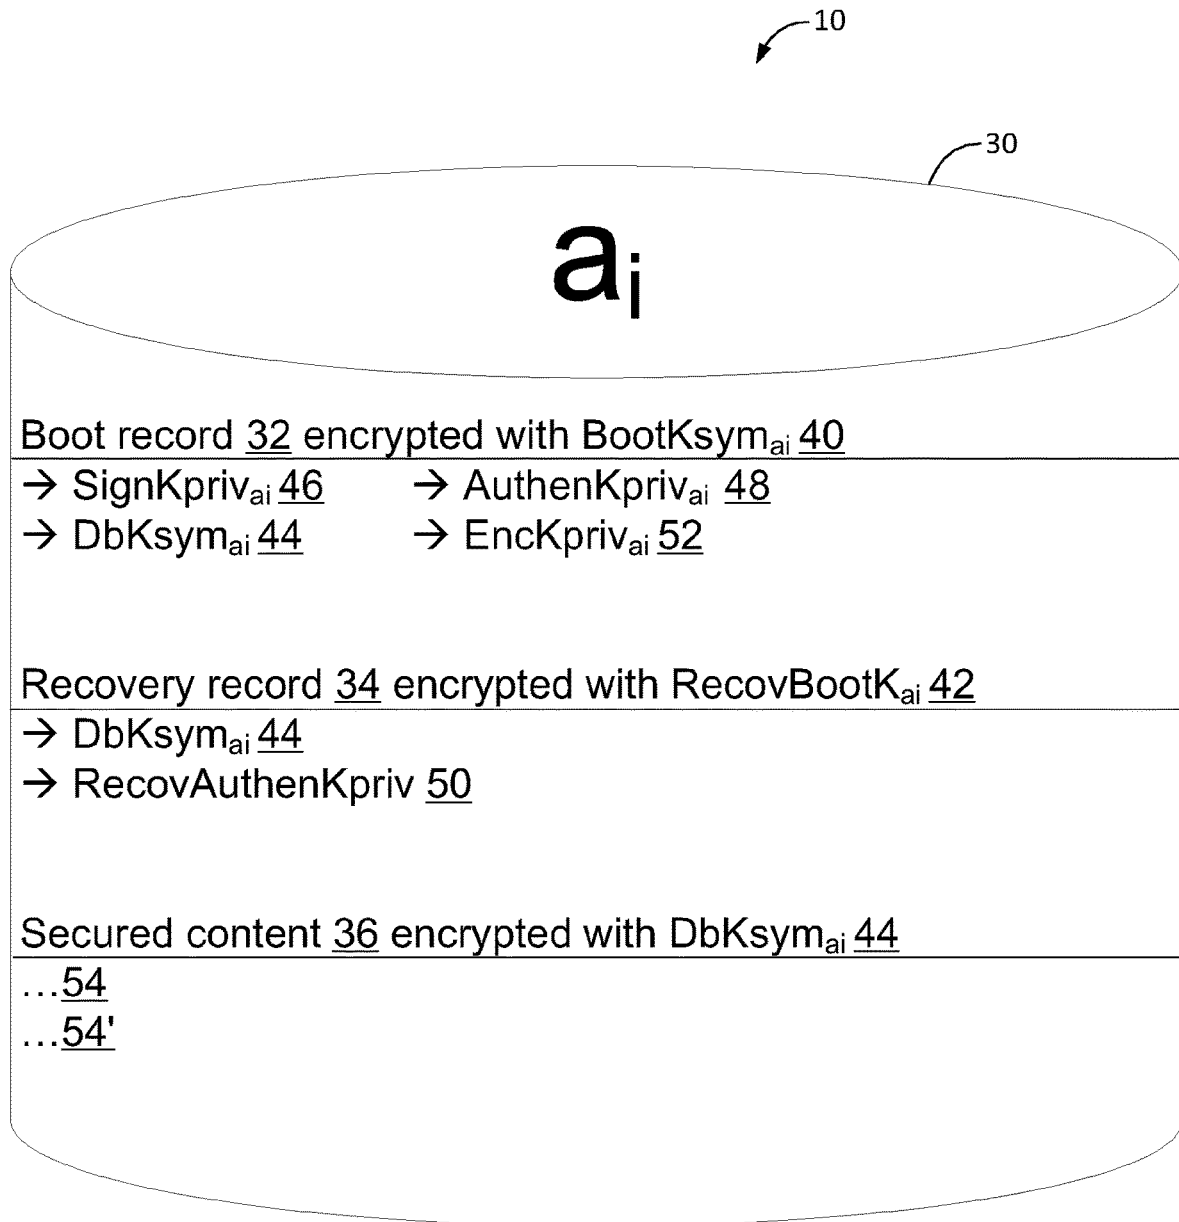 10
30
ai
Boot record 32 encrypted with BootKsymai 40
→ SignKprivai 46 → AuthenKprivai 48
→ DbKsymai 44 → EncKprivai 52
Recovery record 34 encrypted with RecovBootKai 42
→ DbKsymai 44
→ RecovAuthenKpriv 50
Secured content 36 encrypted with DbKsymai 44
...54
...54'